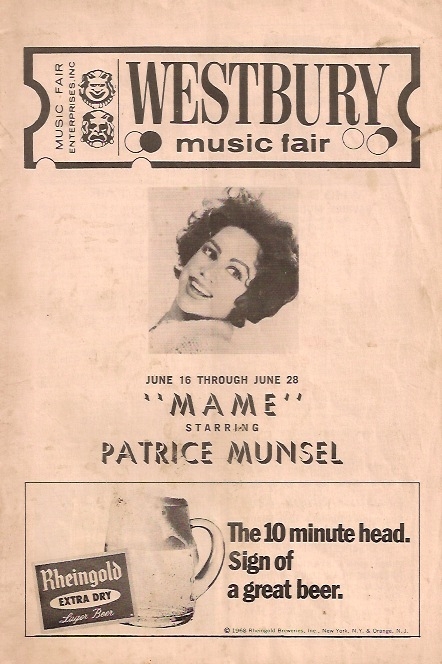 MUSIC FAIR
ENTERPRISES, INC
WESTBURY
music fair
JUNE 16 THROUGH JUNE 28
"MAME"
STARRING
PATRICE MUNSEL
The 10 minute head.
Sign of
a great beer.
Rheingold
EXTRA DRY
Lager Beer
© 1968 Rheingold Breweries, Inc., New York, N.Y. & Orange, N.J.